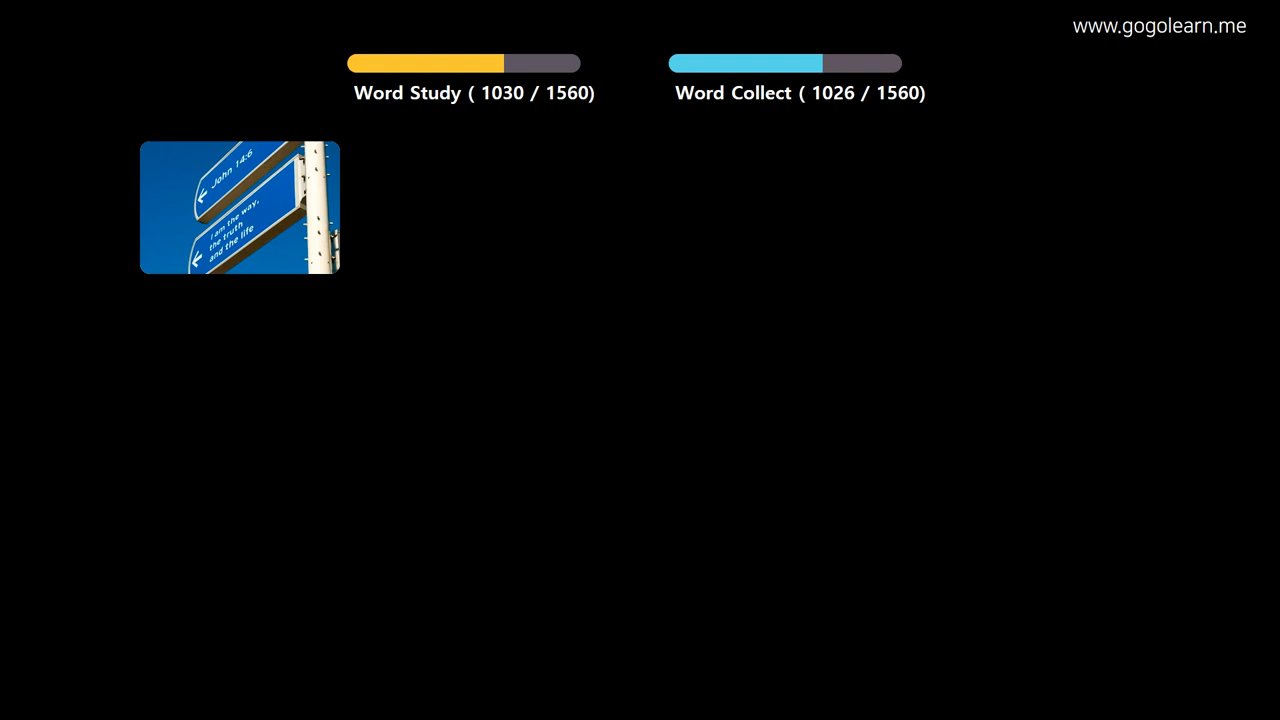 www.gogolearn.me
Word Study ( 1030 / 1560)
Word Collect ( 1026 / 1560)
John 14:6
I am the way,
the truth
and the life